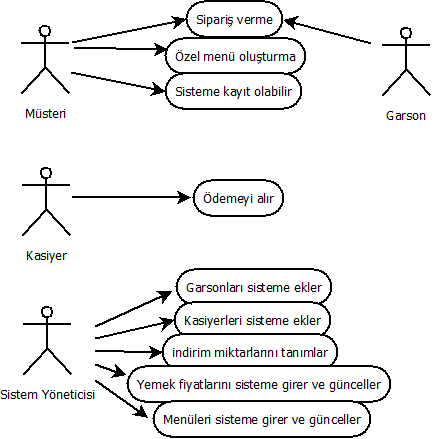 Sipariş verme
Özel menü oluşturma
Sisteme kayıt olabilir
Müsteri
Garson
Ödemeyi alır
Kasiyer
Garsonları sisteme ekler
Kasiyerleri sisteme ekler
indirim miktarlarını tanımlar
Yemek fiyatlarını sisteme girer ve günceller
Sistem Yöneticisi
Menüleri sisteme girer ve günceller